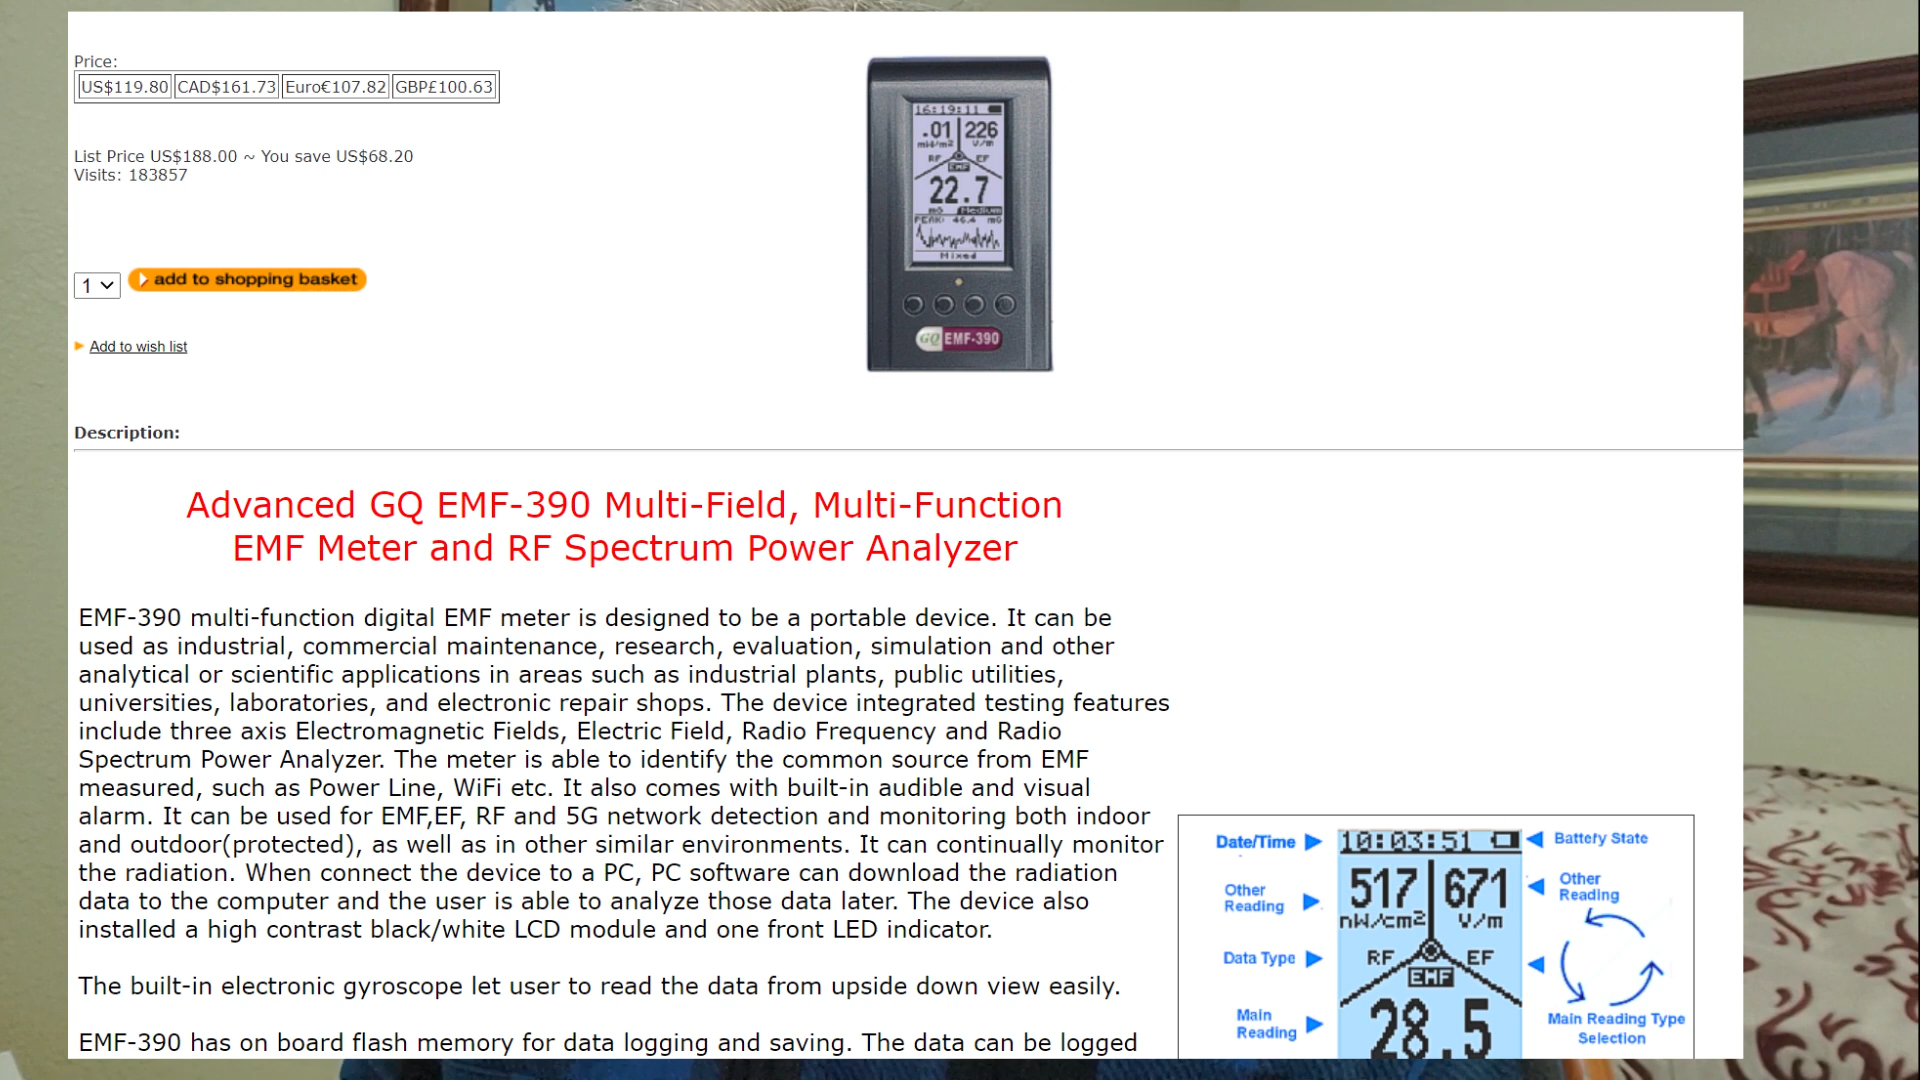 Price:
US$119.80 CAD$161.73 Euro€107.82 GBP£100.63
List Price US$188.00 ~ You save US$68.20
Visits: 183857
1 add to shopping basket
Add to wish list
16:19:11
.01 226
mW/m2 V/m
RF EF
EMF
22.7
mG Medium
PEAK: 46.4 mG
Mixed
GQ EMF-390
Description:
Advanced GQ EMF-390 Multi-Field, Multi-Function
EMF Meter and RF Spectrum Power Analyzer
EMF-390 multi-function digital EMF meter is designed to be a portable device. It can be
used as industrial, commercial maintenance, research, evaluation, simulation and other
analytical or scientific applications in areas such as industrial plants, public utilities,
universities, laboratories, and electronic repair shops. The device integrated testing features
include three axis Electromagnetic Fields, Electric Field, Radio Frequency and Radio
Spectrum Power Analyzer. The meter is able to identify the common source from EMF
measured, such as Power Line, WiFi etc. It also comes with built-in audible and visual
alarm. It can be used for EMF,EF, RF and 5G network detection and monitoring both indoor
and outdoor(protected), as well as in other similar environments. It can continually monitor
the radiation. When connect the device to a PC, PC software can download the radiation
data to the computer and the user is able to analyze those data later. The device also
installed a high contrast black/white LCD module and one front LED indicator.
The built-in electronic gyroscope let user to read the data from upside down view easily.
EMF-390 has on board flash memory for data logging and saving. The data can be logged
Date/Time 10:03:51 Battery State
Other Reading 517 671 Other Reading
nW/cm2 V/m
Data Type RF EF
EMF
Main Reading 28.5 Main Reading Type Selection